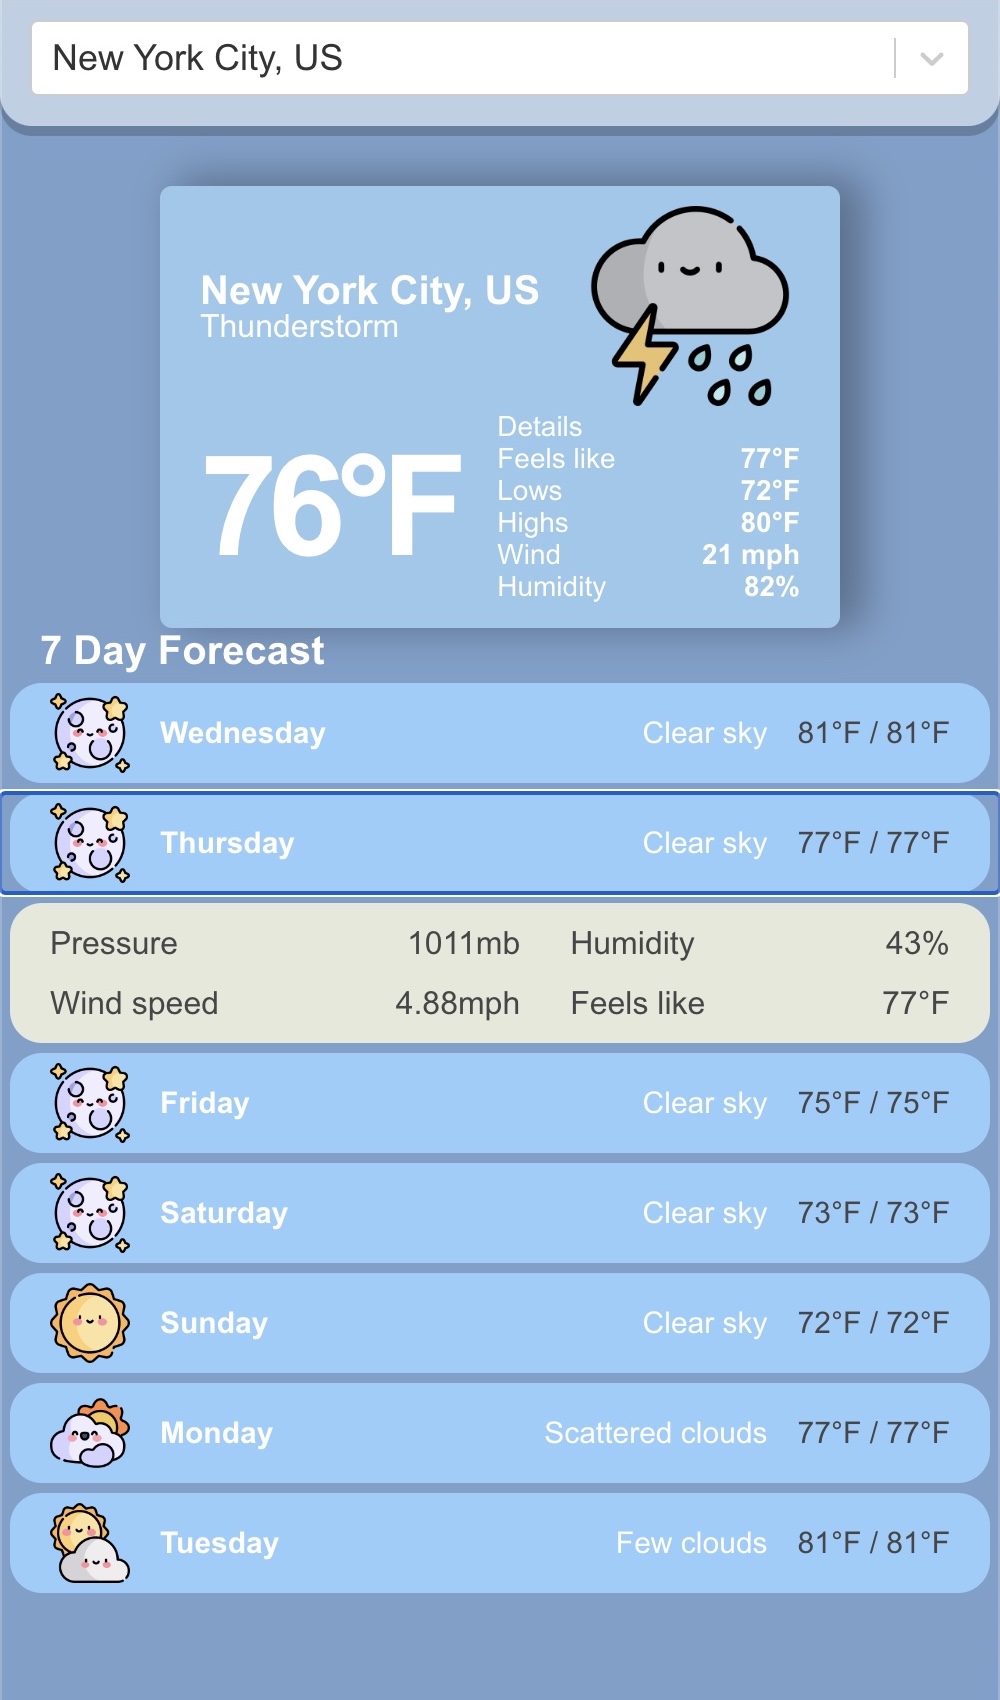 New York City, US
New York City, US
Thunderstorm
76°F
Details
Feels like 77°F
Lows 72°F
Highs 80°F
Wind 21 mph
Humidity 82%
7 Day Forecast
Wednesday Clear sky 81°F / 81°F
Thursday Clear sky 77°F / 77°F
Pressure 1011mb Humidity 43%
Wind speed 4.88mph Feels like 77°F
Friday Clear sky 75°F / 75°F
Saturday Clear sky 73°F / 73°F
Sunday Clear sky 72°F / 72°F
Monday Scattered clouds 77°F / 77°F
Tuesday Few clouds 81°F / 81°F